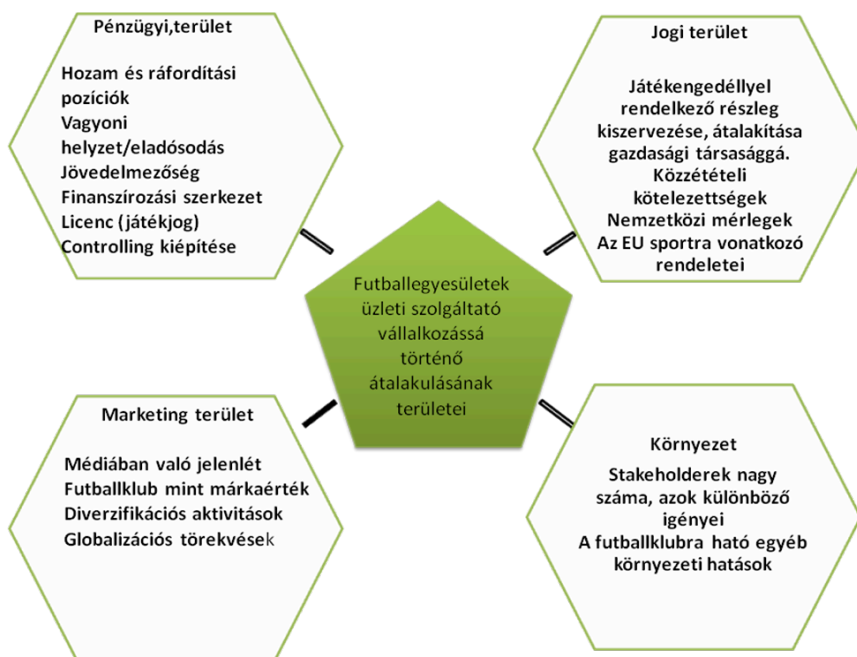 Pénzügyi,terület
Hozam és ráfordítási
pozíciók
Vagyoni
helyzet/eladósodás
Jövedelmezőség
Finanszírozási szerkezet
Licenc (játékjog)
Controlling kiépítése
Jogi terület
Játékengedéllyel
rendelkező részleg
kiszervezése, átalakítása
gazdasági társasággá.
Közzétételi
kötelezettségek
Nemzetközi mérlegek
Az EU sportra vonatkozó
rendeletei
Futballegyesületek
üzleti szolgáltató
vállalkozássá
történő
átalakulásának
területei
Marketing terület
Médiában való jelenlét
Futballklub mint márkaérték
Diverzifikációs aktivitások
Globalizációs törekvések
Környezet
Stakeholderek nagy
száma, azok különböző
igényei
A futballklubra ható egyéb
környezeti hatások